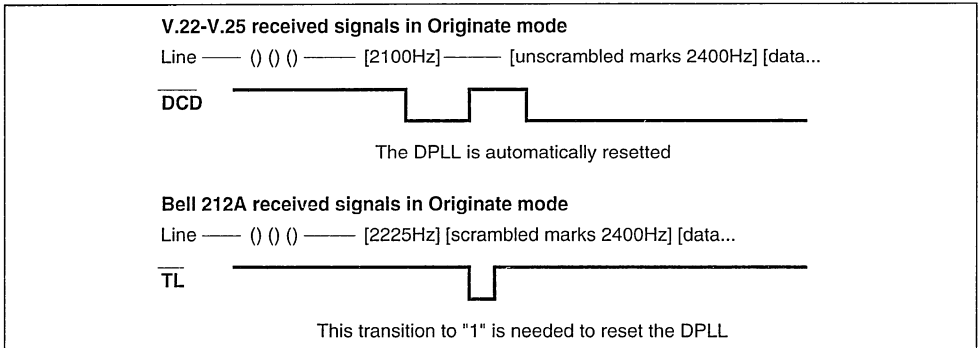 V.22-V.25 received signals in Originate mode
Line —— () () () —— [2100Hz] —— [unscrambled marks 2400Hz] [data...
DCD
The DPLL is automatically resetted
Bell 212A received signals in Originate mode
Line —— () () () —— [2225Hz] [scrambled marks 2400Hz] [data...
TL
This transition to "1" is needed to reset the DPLL